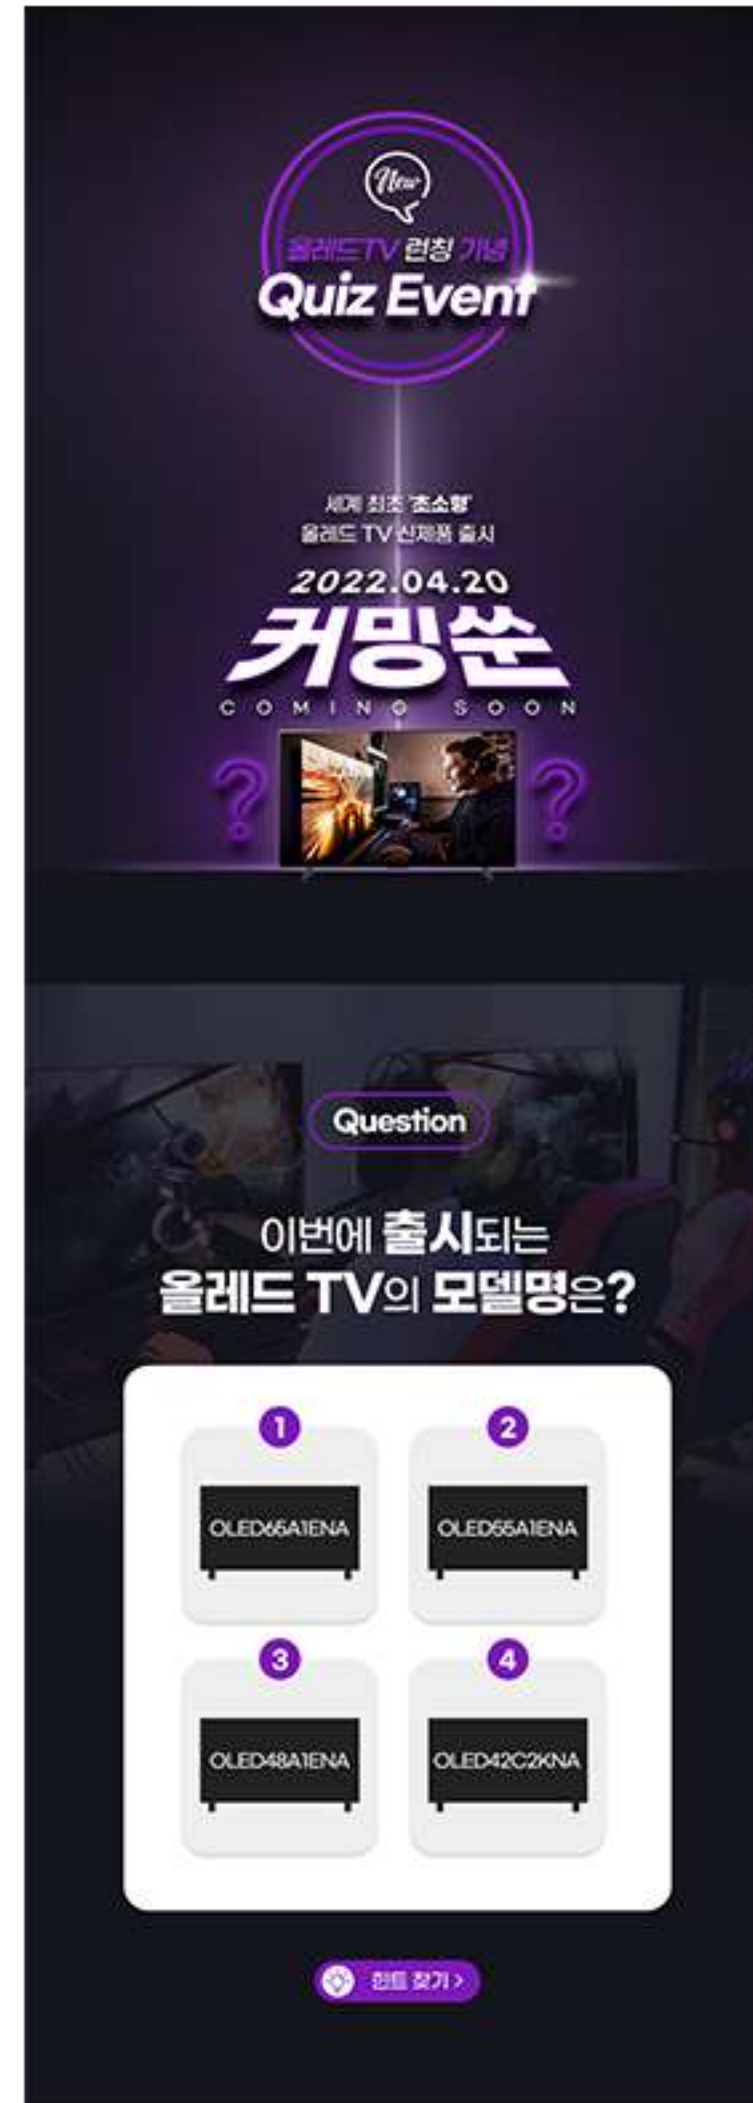 New
올레드TV 런칭 기념
Quiz Event
세계 최초 '초소형'
올레드 TV 신제품 출시
2022.04.20
커밍쑨
COMING SOON
? ?
Question
이번에 출시되는
올레드 TV의 모델명은?
1 2
OLED65A1ENA OLED55A1ENA
3 4
OLED48A1ENA OLED42C2KNA
힌트 찾기 >